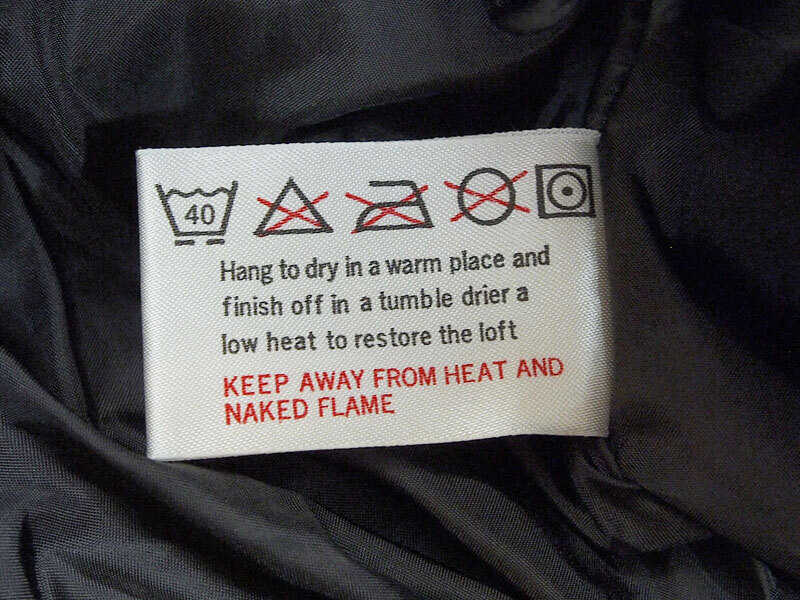 40
Hang to dry in a warm place and
finish off in a tumble drier a
low heat to restore the loft
KEEP AWAY FROM HEAT AND
NAKED FLAME